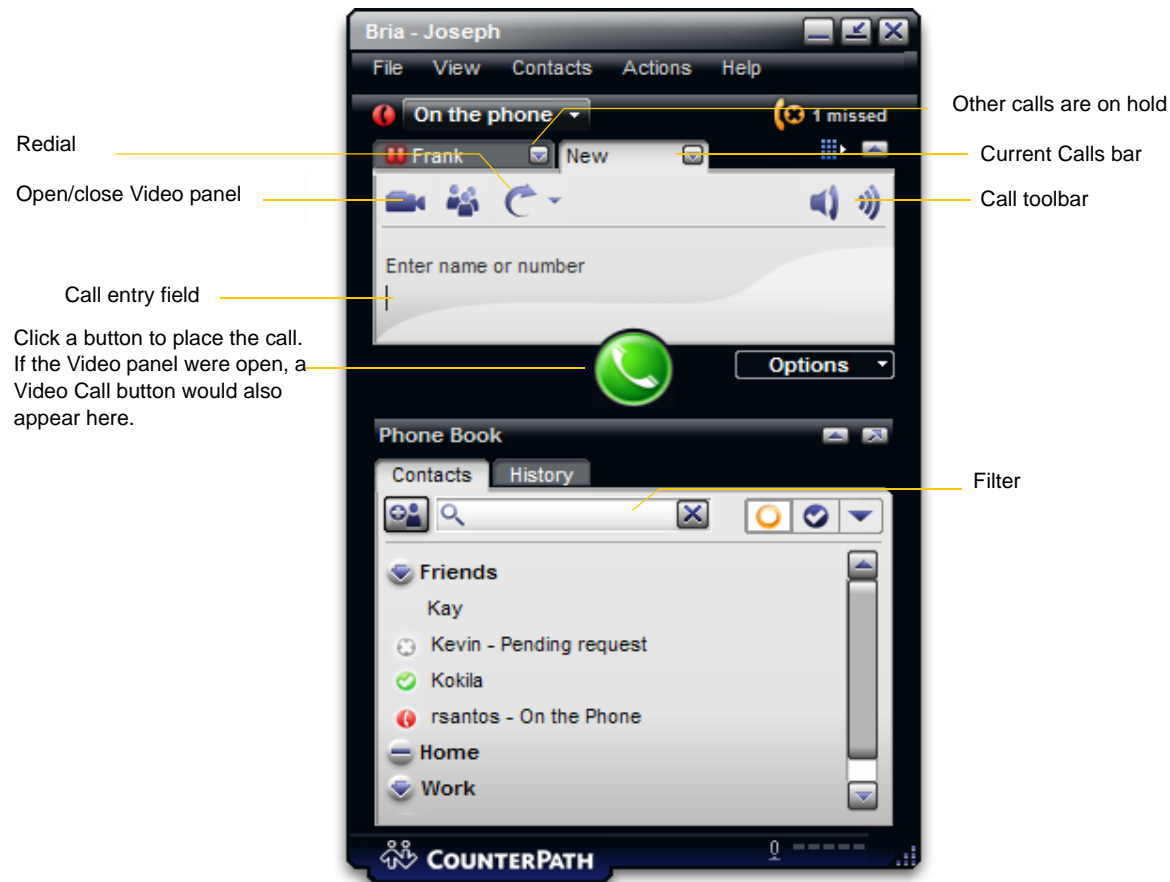 Bria - Joseph
File View Contacts Actions Help
On the phone
1 missed
Other calls are on hold
Redial
Frank
New
Current Calls bar
Open/close Video panel
Call toolbar
Enter name or number
Call entry field
Click a button to place the call.
If the Video panel were open, a
Video Call button would also
appear here.
Options
Phone Book
Contacts
History
Filter
Friends
Kay
Kevin - Pending request
Kokila
rsantos - On the Phone
Home
Work
COUNTERPATH